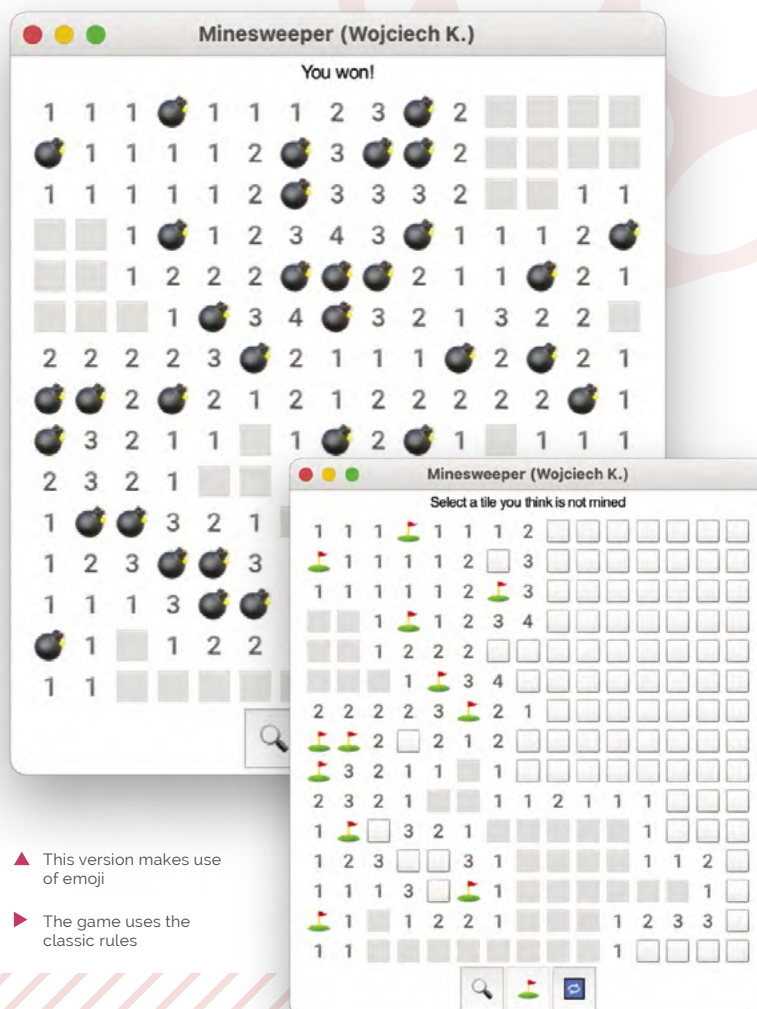 Minesweeper (Wojciech K.)
You won!
1 1 1 1 1 1 2 3 2
1 1 1 1 2 3 2
1 1 1 1 1 2 3 3 3 2 1 1
1 1 2 3 4 3 1 1 1 2
1 2 2 2 2 1 1 2 1
1 3 4 3 2 1 3 2 2
2 2 2 2 3 2 1 1 1 2 2 1
2 2 1 2 1 2 2 2 2 2 1
3 2 1 1 1 2 1 1 1 1
2 3 2 1
1 3 2 1
1 2 3 3
1 1 1 3
1 1 2 2
1 1
Minesweeper (Wojciech K.)
Select a tile you think is not mined
1 1 1 1 1 1 2
1 1 1 1 2 3
1 1 1 1 1 2 3
1 1 2 3 4
1 2 2 2
1 3 4
2 2 2 2 3 2 1
2 2 1 2
3 2 1 1 1
2 3 2 1 1 1 2 1 1 1
1 3 2 1 1
1 2 3 3 1 1 1 2
1 1 1 3 1 1
1 1 2 2 1 1 2 3 3
1 1 1
This version makes use
of emoji
The game uses the
classic rules